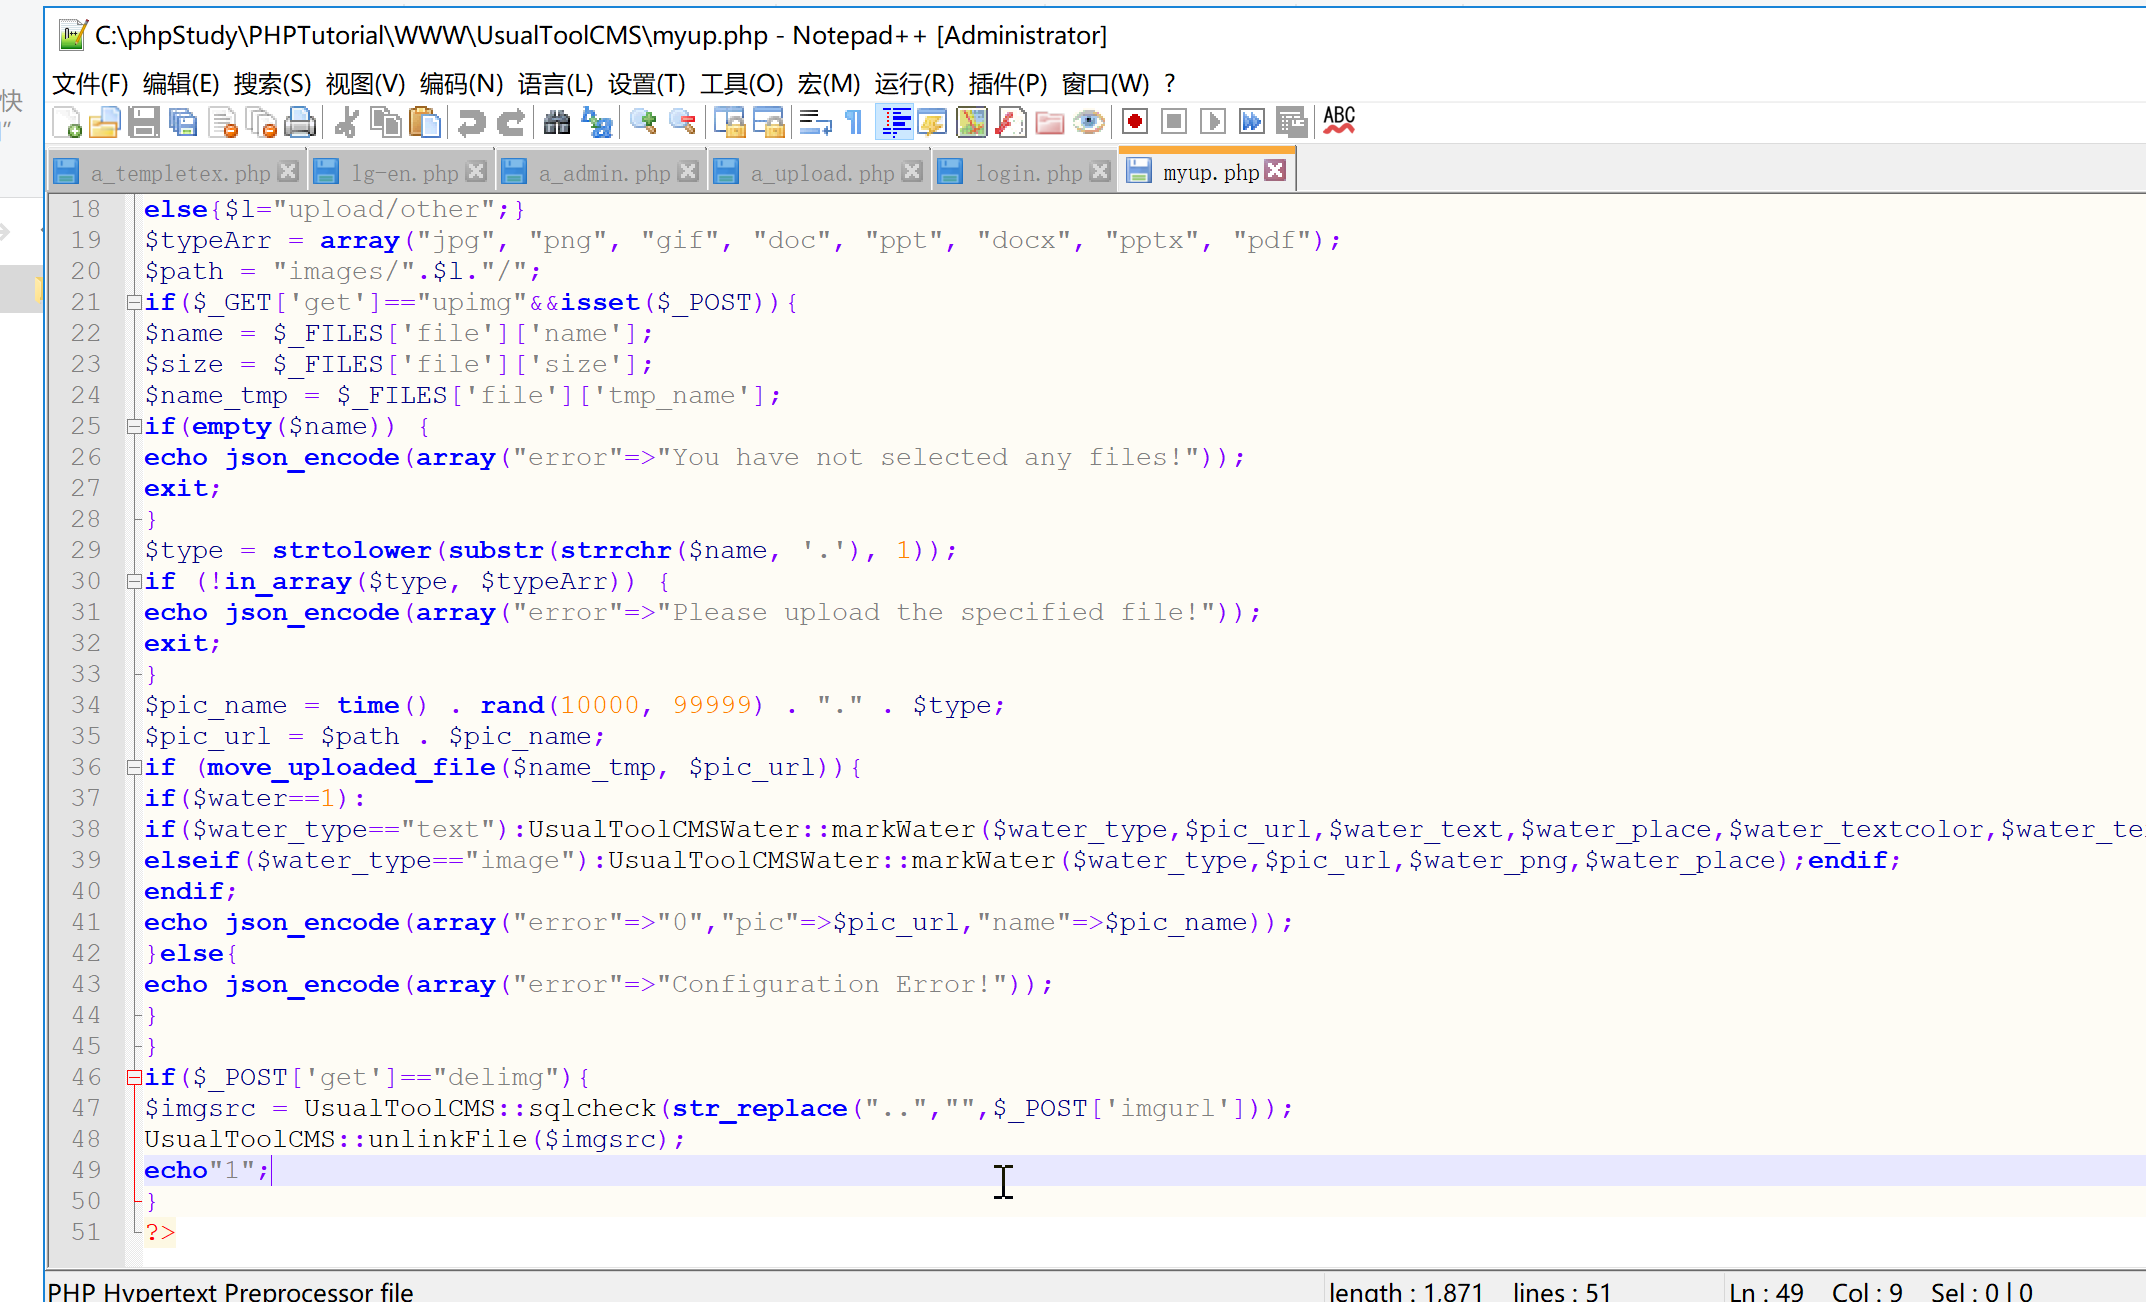 快
”
C:\phpStudy\PHPTutorial\WWW\UsualToolCMS\myup.php - Notepad++ [Administrator]
文件(F) 编辑(E) 搜索(S) 视图(V) 编码(N) 语言(L) 设置(T) 工具(O) 宏(M) 运行(R) 插件(P) 窗口(W) ?
ABC
a_templetex.php lg-en.php a_admin.php a_upload.php login.php myup.php
18 else{$l="upload/other";}
19 $typeArr = array("jpg", "png", "gif", "doc", "ppt", "docx", "pptx", "pdf");
20 $path = "images/".$l."/";
21 if($_GET['get']=="upimg"&&isset($_POST)){
22 $name = $_FILES['file']['name'];
23 $size = $_FILES['file']['size'];
24 $name_tmp = $_FILES['file']['tmp_name'];
25 if(empty($name)) {
26 echo json_encode(array("error"=>"You have not selected any files!"));
27 exit;
28 }
29 $type = strtolower(substr(strrchr($name, '.'), 1));
30 if (!in_array($type, $typeArr)) {
31 echo json_encode(array("error"=>"Please upload the specified file!"));
32 exit;
33 }
34 $pic_name = time() . rand(10000, 99999) . "." . $type;
35 $pic_url = $path . $pic_name;
36 if (move_uploaded_file($name_tmp, $pic_url)){
37 if($water==1):
38 if($water_type=="text"):UsualToolCMSWater::markWater($water_type,$pic_url,$water_text,$water_place,$water_textcolor,$water_te
39 elseif($water_type=="image"):UsualToolCMSWater::markWater($water_type,$pic_url,$water_png,$water_place);endif;
40 endif;
41 echo json_encode(array("error"=>"0","pic"=>$pic_url,"name"=>$pic_name));
42 }else{
43 echo json_encode(array("error"=>"Configuration Error!"));
44 }
45 }
46 if($_POST['get']=="delimg"){
47 $imgsrc = UsualToolCMS::sqlcheck(str_replace("..","",$_POST['imgurl']));
48 UsualToolCMS::unlinkFile($imgsrc);
49 echo"1";
50 }
51 ?>
PHP Hypertext Preprocessor file length : 1,871 lines : 51 Ln : 49 Col : 9 Sel : 0 | 0